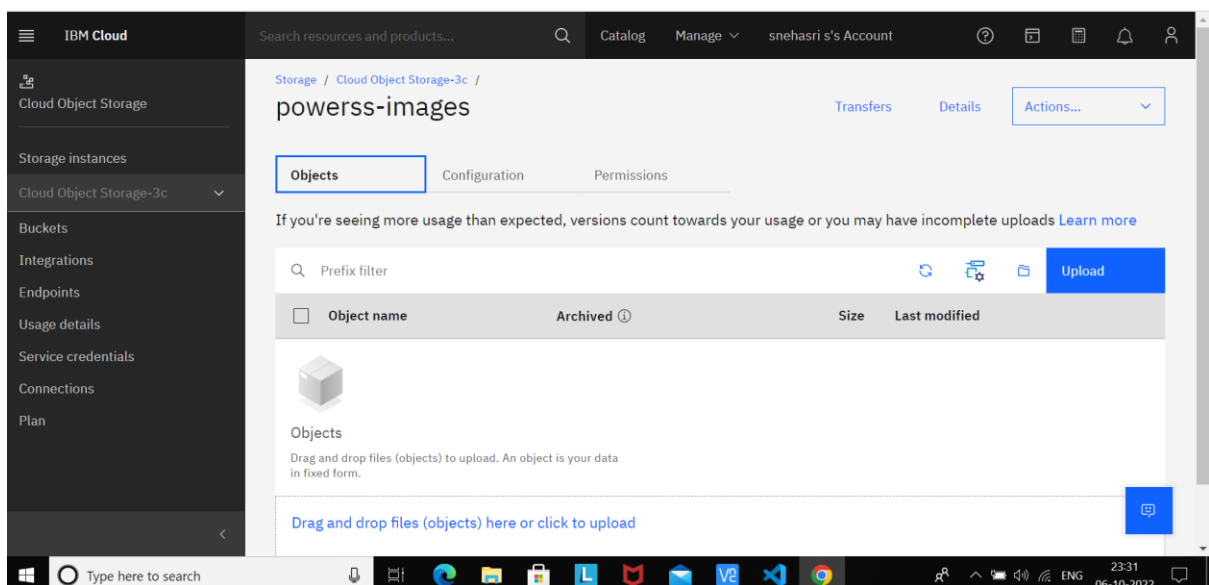 IBM Cloud
Search resources and products...
Catalog
Manage
snehasri s's Account
Cloud Object Storage
Storage instances
Cloud Object Storage-3c
Buckets
Integrations
Endpoints
Usage details
Service credentials
Connections
Plan
Storage / Cloud Object Storage-3c /
powerss-images
Transfers
Details
Actions...
Objects
Configuration
Permissions
If you're seeing more usage than expected, versions count towards your usage or you may have incomplete uploads Learn more
Prefix filter
Upload
Object name
Archived
Size
Last modified
Objects
Drag and drop files (objects) to upload. An object is your data
in fixed form.
Drag and drop files (objects) here or click to upload
Type here to search
L
V2
ENG
23:31
06-10-2022